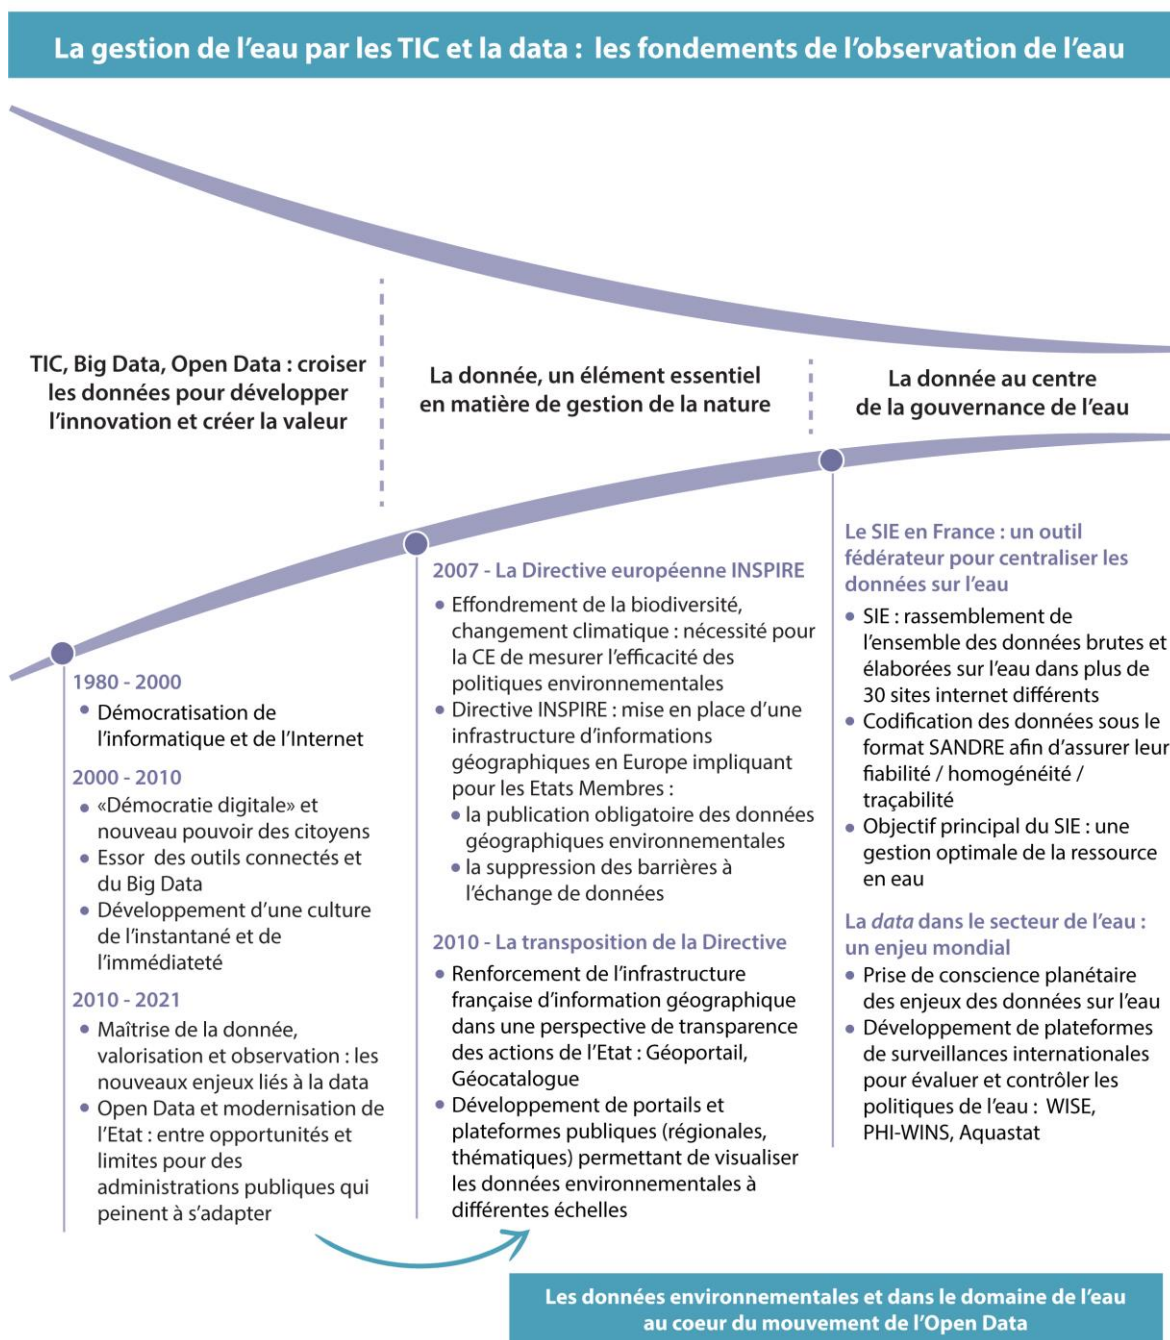 La gestion de l’eau par les TIC et la data : les fondements de l’observation de l’eau
TIC, Big Data, Open Data : croiser
les données pour développer
l’innovation et créer la valeur
La donnée, un élément essentiel
en matière de gestion de la nature
La donnée au centre
de la gouvernance de l’eau
1980 - 2000
• Démocratisation de
l’informatique et de l’Internet
2000 - 2010
• «Démocratie digitale» et
nouveau pouvoir des citoyens
• Essor des outils connectés et
du Big Data
• Développement d’une culture
de l’instantané et de
l’immédiateté
2010 - 2021
• Maîtrise de la donnée,
valorisation et observation : les
nouveaux enjeux liés à la data
• Open Data et modernisation de
l’Etat : entre opportunités et
limites pour des
administrations publiques qui
peinent à s’adapter
2007 - La Directive européenne INSPIRE
• Effondrement de la biodiversité,
changement climatique : nécessité pour
la CE de mesurer l’efficacité des
politiques environnementales
• Directive INSPIRE : mise en place d’une
infrastructure d’informations
géographiques en Europe impliquant
pour les Etats Membres :
• la publication obligatoire des données
géographiques environnementales
• la suppression des barrières à
l’échange de données
2010 - La transposition de la Directive
• Renforcement de l’infrastructure
française d’information géographique
dans une perspective de transparence
des actions de l’Etat : Géoportail,
Géocatalogue
• Développement de portails et
plateformes publiques (régionales,
thématiques) permettant de visualiser
les données environnementales à
différentes échelles
Le SIE en France : un outil
fédérateur pour centraliser les
données sur l’eau
• SIE : rassemblement de
l’ensemble des données brutes et
élaborées sur l’eau dans plus de
30 sites internet différents
• Codification des données sous le
format SANDRE afin d’assurer leur
fiabilité / homogénéité /
traçabilité
• Objectif principal du SIE : une
gestion optimale de la ressource
en eau
La data dans le secteur de l’eau :
un enjeu mondial
• Prise de conscience planétaire
des enjeux des données sur l’eau
• Développement de plateformes
de surveillances internationales
pour évaluer et contrôler les
politiques de l’eau : WISE,
PHI-WINS, Aquastat
Les données environnementales et dans le domaine de l’eau
au coeur du mouvement de l’Open Data